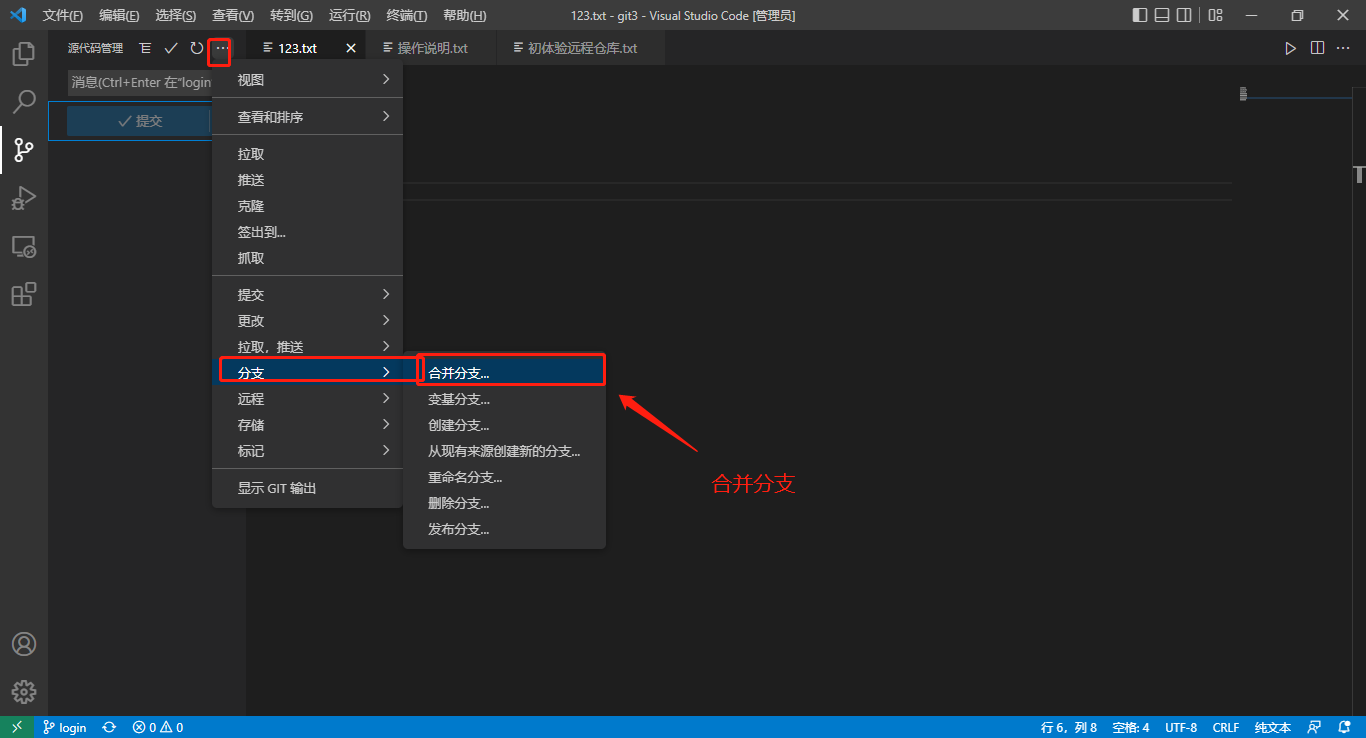 文件(F) 编辑(E) 选择(S) 查看(V) 转到(G) 运行(R) 终端(T) 帮助(H) 123.txt - git3 - Visual Studio Code [管理员]
源代码管理 123.txt 操作说明.txt 初体验远程仓库.txt
消息(Ctrl+Enter 在"login
提交
视图
查看和排序
拉取
推送
克隆
签出到...
抓取
提交
更改
拉取，推送
分支
远程
存储
标记
显示 GIT 输出
合并分支...
变基分支...
创建分支...
从现有来源创建新的分支...
重命名分支...
删除分支...
发布分支...
合并分支
login 0 0 行 6，列 8 空格: 4 UTF-8 CRLF 纯文本